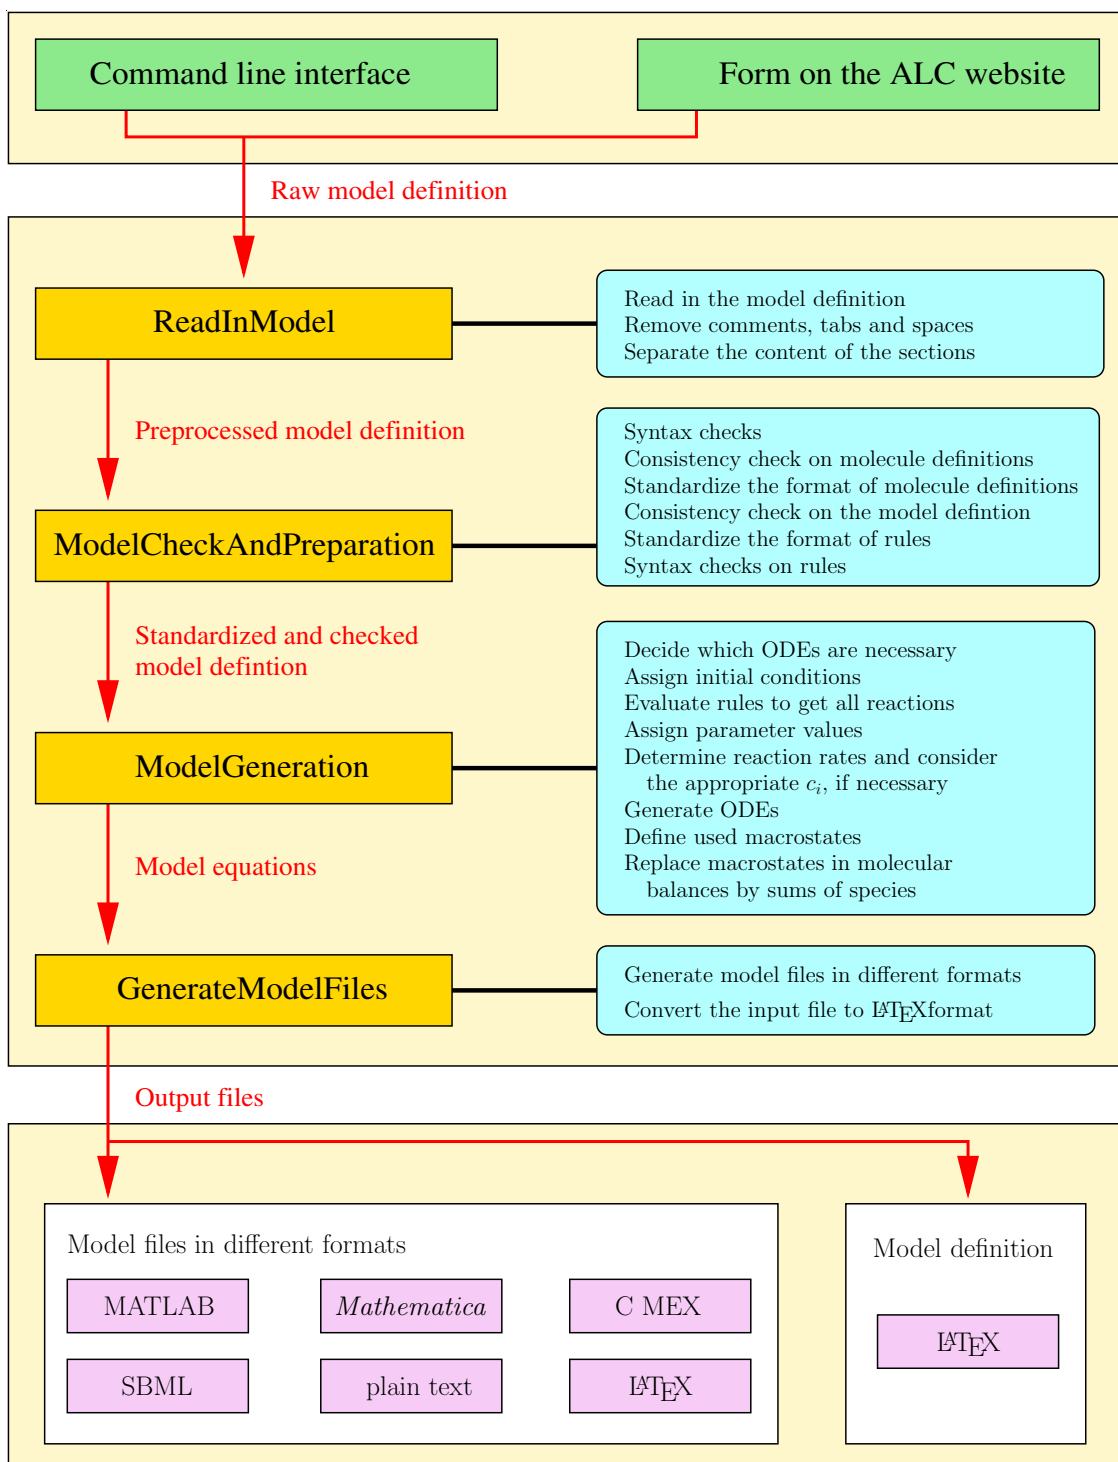 Command line interface
Form on the ALC website
Raw model definition
ReadInModel
Read in the model definition
Remove comments, tabs and spaces
Separate the content of the sections
Preprocessed model definition
Syntax checks
Consistency check on molecule definitions
Standardize the format of molecule definitions
Consistency check on the model defintion
Standardize the format of rules
Syntax checks on rules
ModelCheckAndPreparation
Standardized and checked
model defintion
Decide which ODEs are necessary
Assign initial conditions
Evaluate rules to get all reactions
Assign parameter values
Determine reaction rates and consider
the appropriate c_i, if necessary
Generate ODEs
Define used macrostates
Replace macrostates in molecular
balances by sums of species
ModelGeneration
Model equations
GenerateModelFiles
Generate model files in different formats
Convert the input file to LATEXformat
Output files
Model files in different formats
MATLAB
Mathematica
C MEX
SBML
plain text
LATEX
Model definition
LATEX